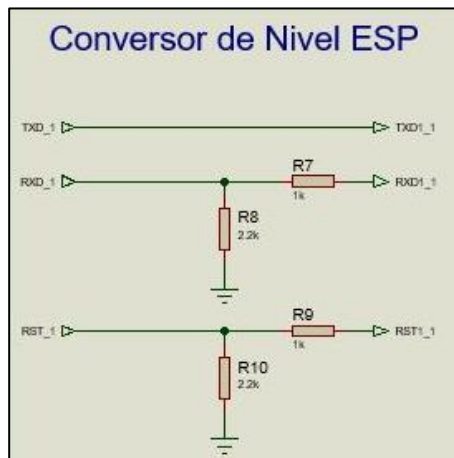 Conversor de Nivel ESP
TXD_1 TXD1_1
RXD_1 R7 RXD1_1
1k
R8
2.2k
RST_1 R9 RST1_1
1k
R10
2.2k